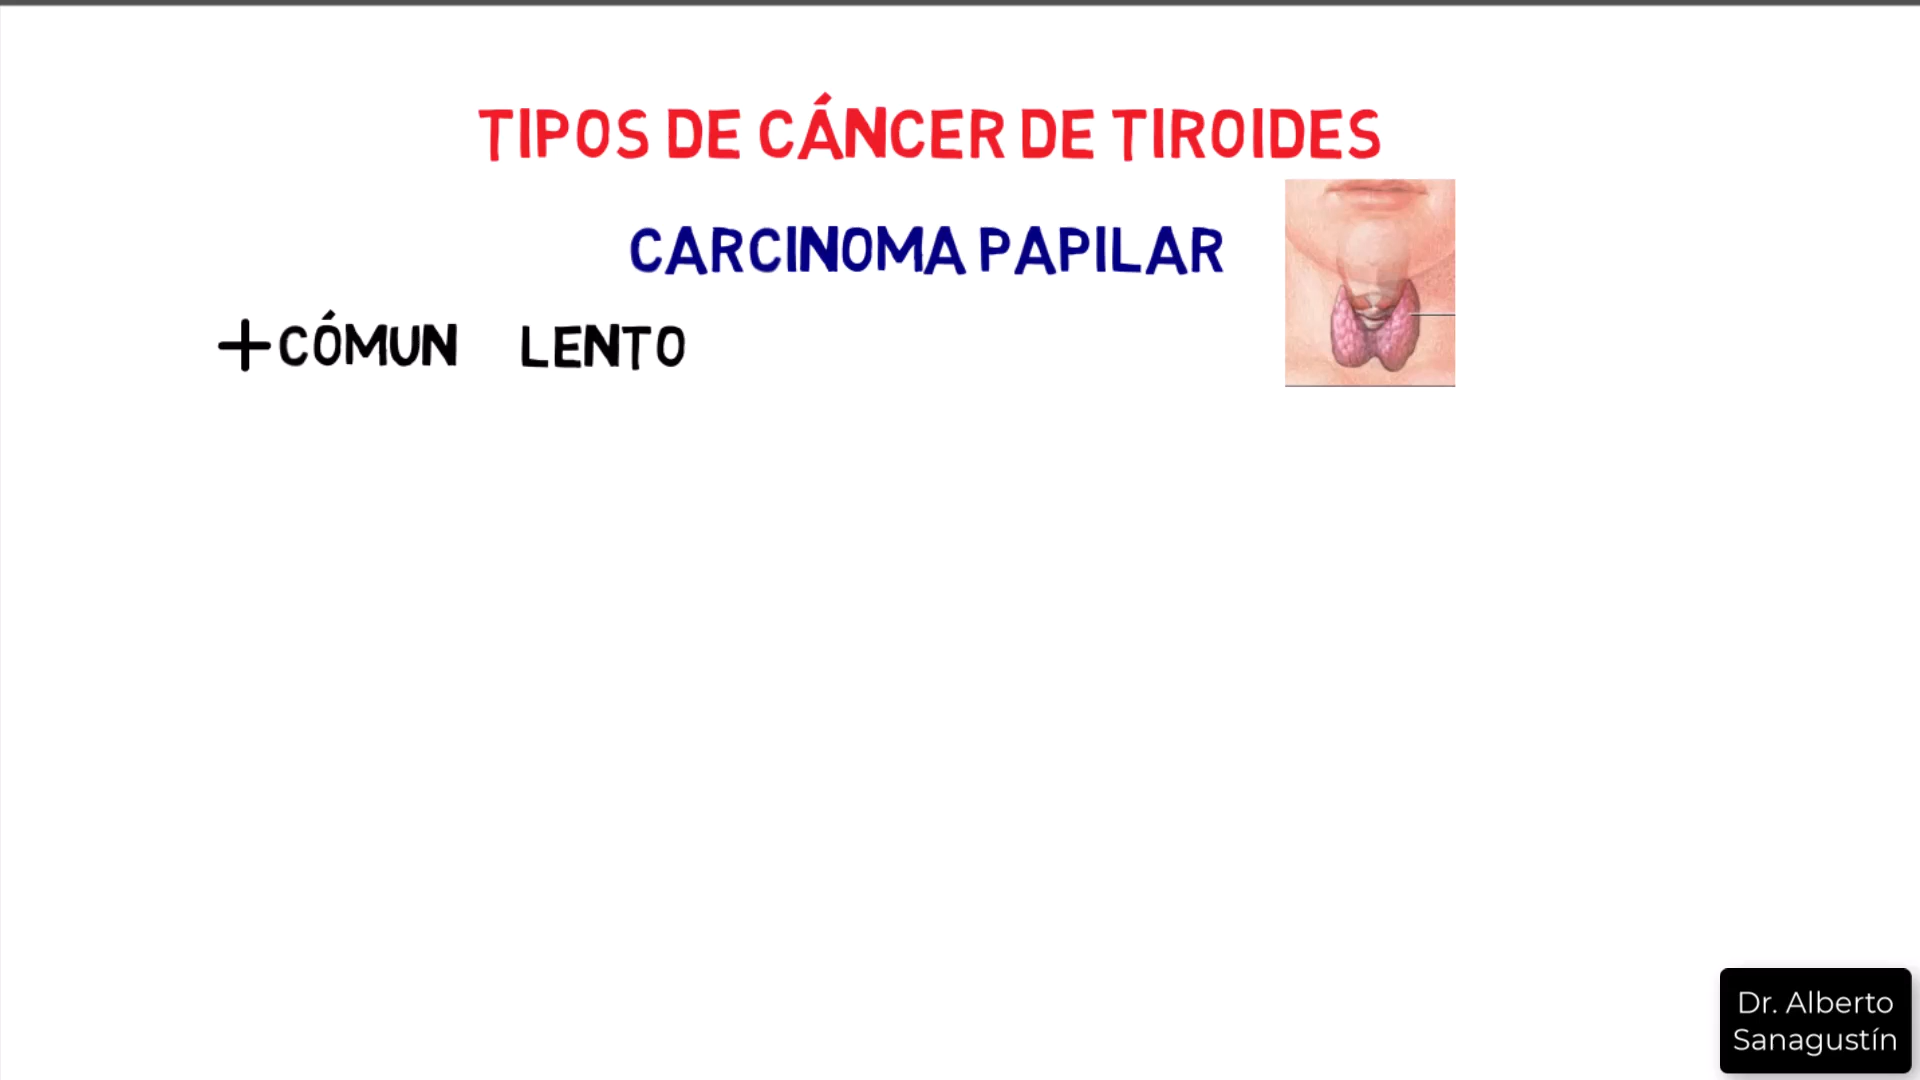 TIPOS DE CÁNCER DE TIROIDES
CARCINOMA PAPILAR
+CÓMUN LENTO
Dr. Alberto
Sanagustín